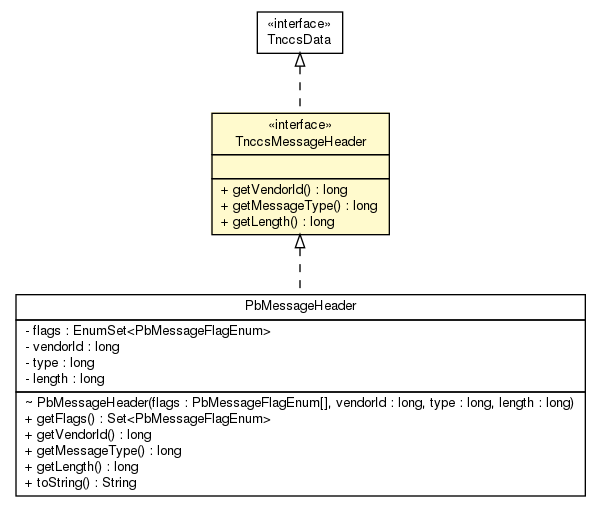 «interface»
TnccsData
«interface»
TnccsMessageHeader
+ getVendorId() : long
+ getMessageType() : long
+ getLength() : long
PbMessageHeader
- flags : EnumSet<PbMessageFlagEnum>
- vendorId : long
- type : long
- length : long
~ PbMessageHeader(flags : PbMessageFlagEnum[], vendorId : long, type : long, length : long)
+ getFlags() : Set<PbMessageFlagEnum>
+ getVendorId() : long
+ getMessageType() : long
+ getLength() : long
+ toString() : String